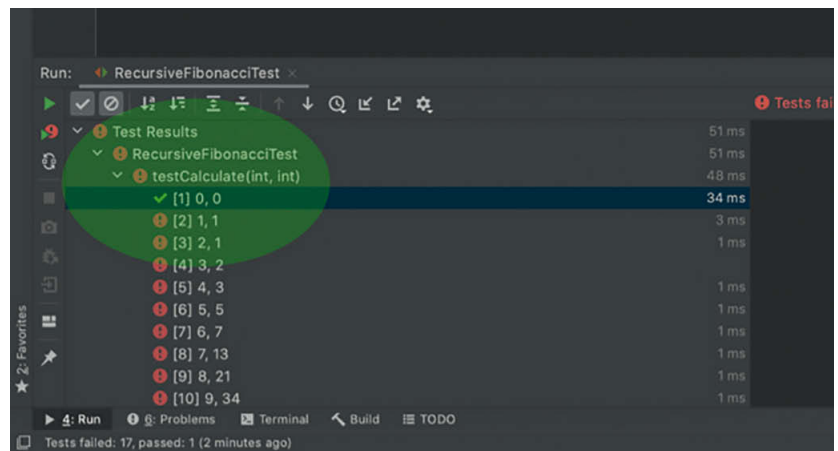 Run: RecursiveFibonacciTest ×
Tests fai
Test Results 51 ms
RecursiveFibonacciTest 51 ms
testCalculate(int, int) 48 ms
[1] 0, 0 34 ms
[2] 1, 1 3 ms
[3] 2, 1 1 ms
[4] 3, 2
[5] 4, 3 1 ms
[6] 5, 5 1 ms
[7] 6, 7 1 ms
[8] 7, 13 1 ms
[9] 8, 21 1 ms
[10] 9, 34 1 ms
2: Favorites
4: Run 6: Problems Terminal Build TODO
Tests failed: 17, passed: 1 (2 minutes ago)